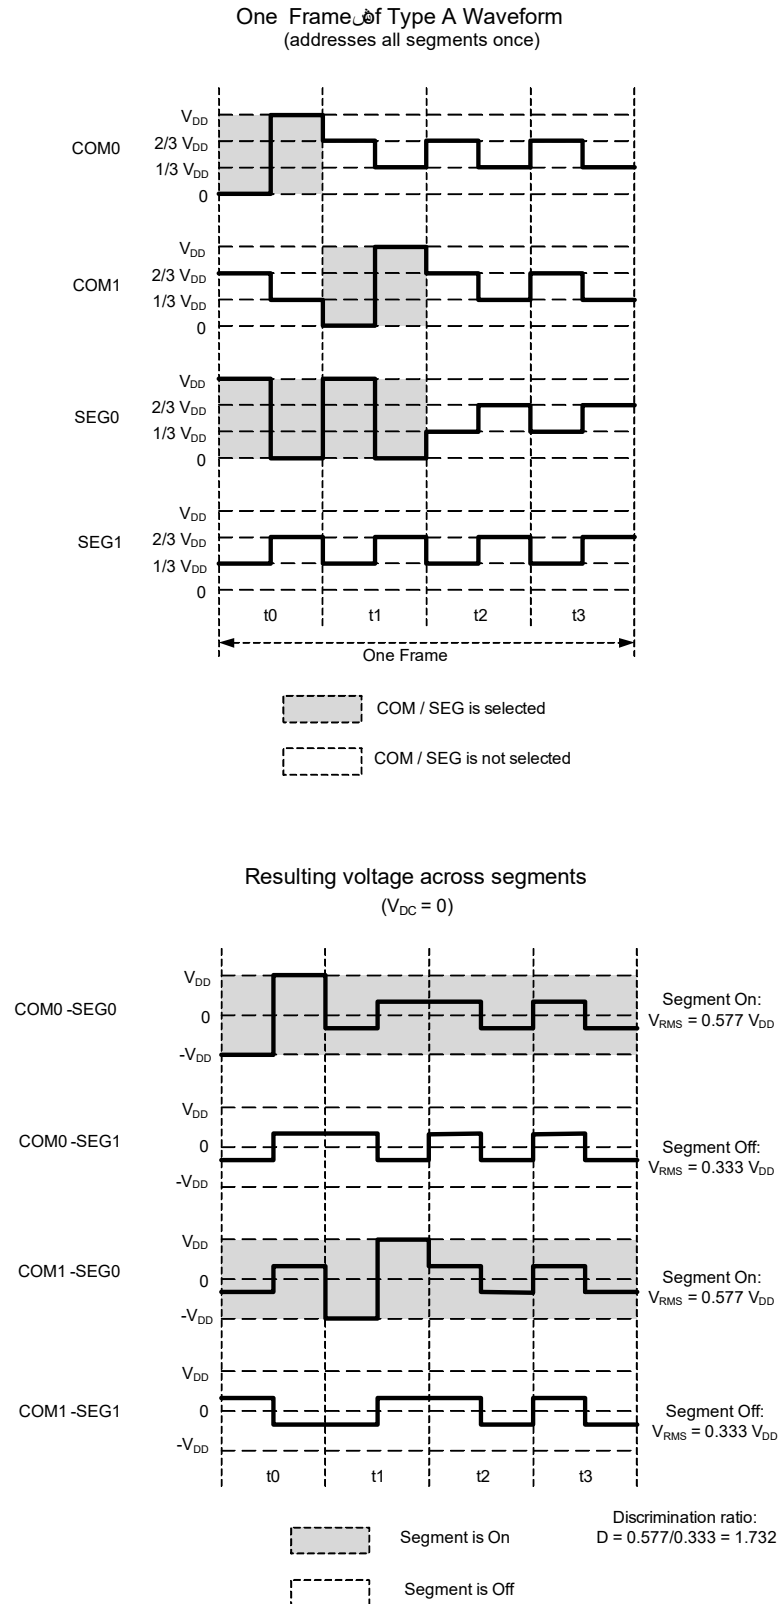 One Frame of Type A Waveform
(addresses all segments once)
COM0
VDD
2/3 VDD
1/3 VDD
0
COM1
VDD
2/3 VDD
1/3 VDD
0
SEG0
VDD
2/3 VDD
1/3 VDD
0
SEG1
VDD
2/3 VDD
1/3 VDD
0
t0 t1 t2 t3
One Frame
COM / SEG is selected
COM / SEG is not selected
Resulting voltage across segments
(VDC = 0)
COM0 -SEG0
VDD
0
-VDD
Segment On:
VRMS = 0.577 VDD
COM0 -SEG1
VDD
0
-VDD
Segment Off:
VRMS = 0.333 VDD
COM1 -SEG0
VDD
0
-VDD
Segment On:
VRMS = 0.577 VDD
COM1 -SEG1
VDD
0
-VDD
Segment Off:
VRMS = 0.333 VDD
t0 t1 t2 t3
Segment is On
Segment is Off
Discrimination ratio:
D = 0.577/0.333 = 1.732